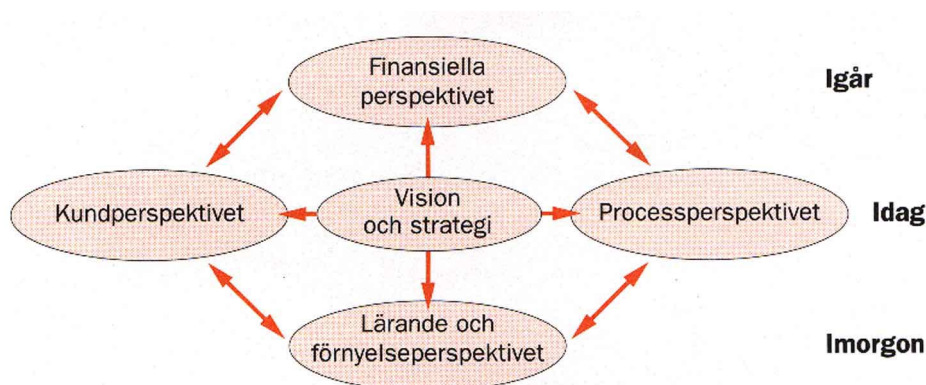 Finansiella
perspektivet
Igår
Kundperspektivet
Vision
och strategi
Processperspektivet
Idag
Lärande och
förnyelseperspektivet
Imorgon